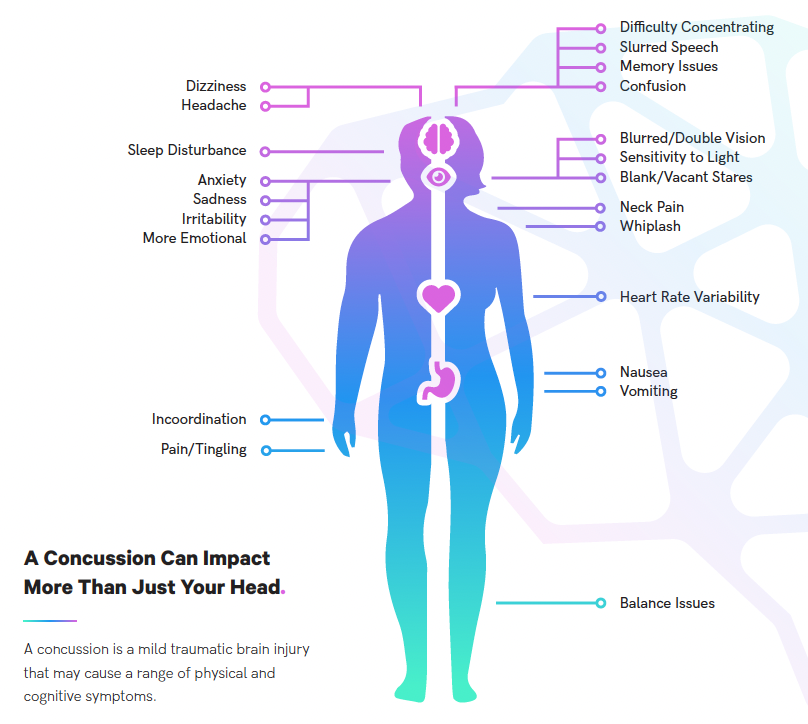 Dizziness
Headache
Sleep Disturbance
Anxiety
Sadness
Irritability
More Emotional
Incoordination
Pain/Tingling
Difficulty Concentrating
Slurred Speech
Memory Issues
Confusion
Blurred/Double Vision
Sensitivity to Light
Blank/Vacant Stares
Neck Pain
Whiplash
Heart Rate Variability
Nausea
Vomiting
Balance Issues
A Concussion Can Impact
More Than Just Your Head.
A concussion is a mild traumatic brain injury
that may cause a range of physical and
cognitive symptoms.